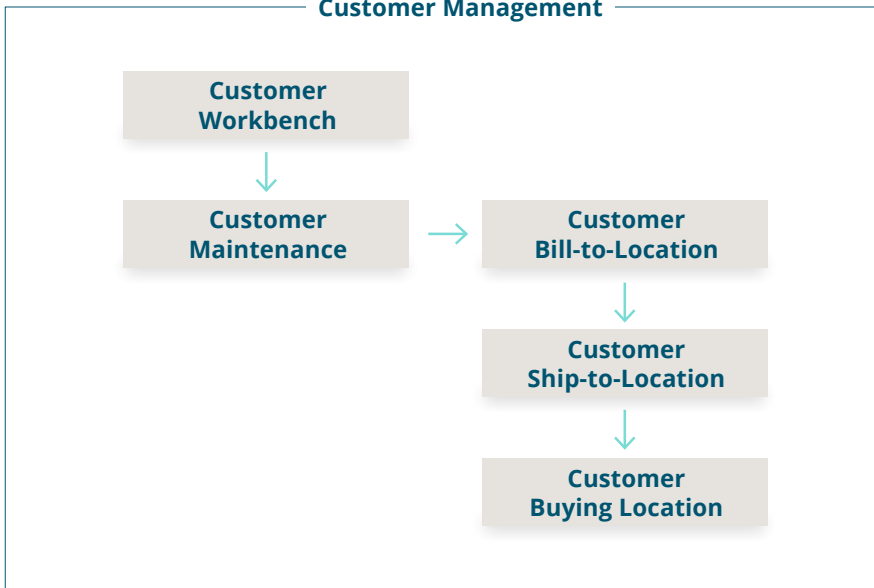 Customer Management
Customer
Workbench
Customer
Maintenance
Customer
Bill-to-Location
Customer
Ship-to-Location
Customer
Buying Location